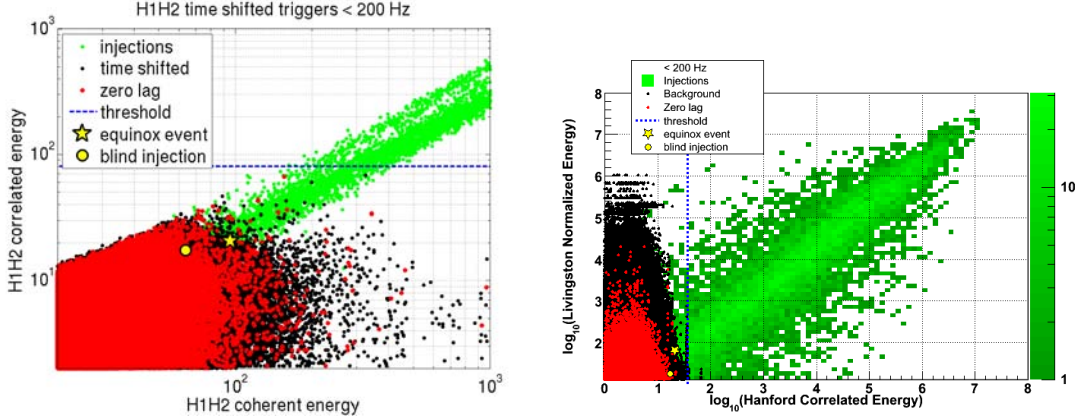 H1H2 time shifted triggers < 200 Hz
10³
injections
time shifted
zero lag
threshold
equinox event
blind injection
10²
10¹
H1H2 correlated energy
10²
10³
H1H2 coherent energy
< 200 Hz
Injections
Background
Zero lag
threshold
equinox event
blind injection
8
7
6
5
4
3
2
log₁₀(Livingston Normalized Energy)
0
1
2
3
4
5
6
7
8
log₁₀(Hanford Correlated Energy)
10
1